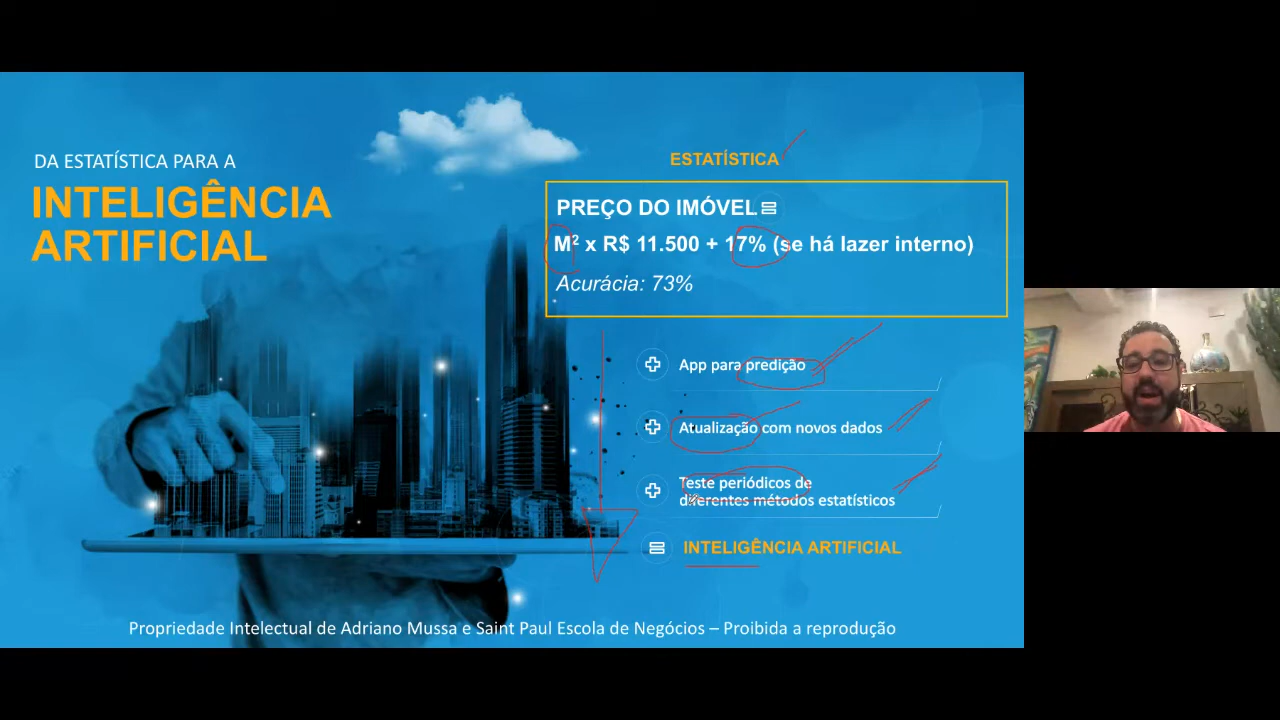 DA ESTATÍSTICA PARA A
INTELIGÊNCIA
ARTIFICIAL
ESTATÍSTICA
PREÇO DO IMÓVEL
M² x R$ 11.500 + 17% (se há lazer interno)
Acurácia: 73%
App para predição
Atualização com novos dados
Teste periódicos de
diferentes métodos estatísticos
INTELIGÊNCIA ARTIFICIAL
Propriedade Intelectual de Adriano Mussa e Saint Paul Escola de Negócios – Proibida a reprodução